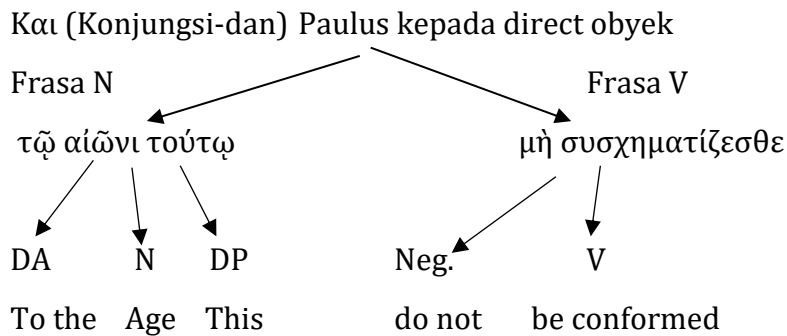 Και (Konjungsi-dan) Paulus kepada direct obyek
Frasa N Frasa V
τῷ αἰῶνι τούτῳ μὴ συσχηματίζεσθε
DA N DP Neg. V
To the Age This do not be conformed